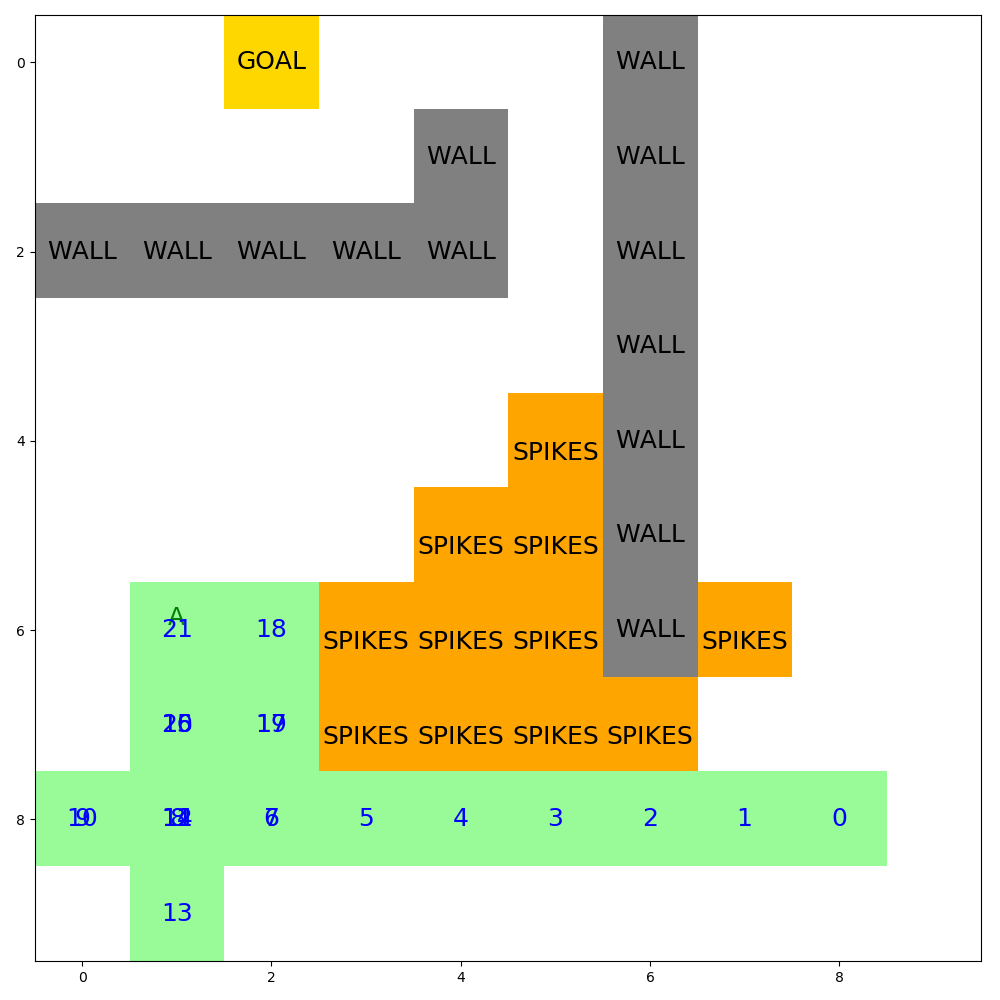 GOAL WALL
0
WALL WALL
2 WALL WALL WALL WALL WALL WALL
WALL
4 SPIKES WALL
SPIKES SPIKES WALL
A
6 21 18 SPIKES SPIKES SPIKES WALL SPIKES
SPIKES SPIKES SPIKES SPIKES
8 5 4 3 2 1 0
13
0 2 4 6 8